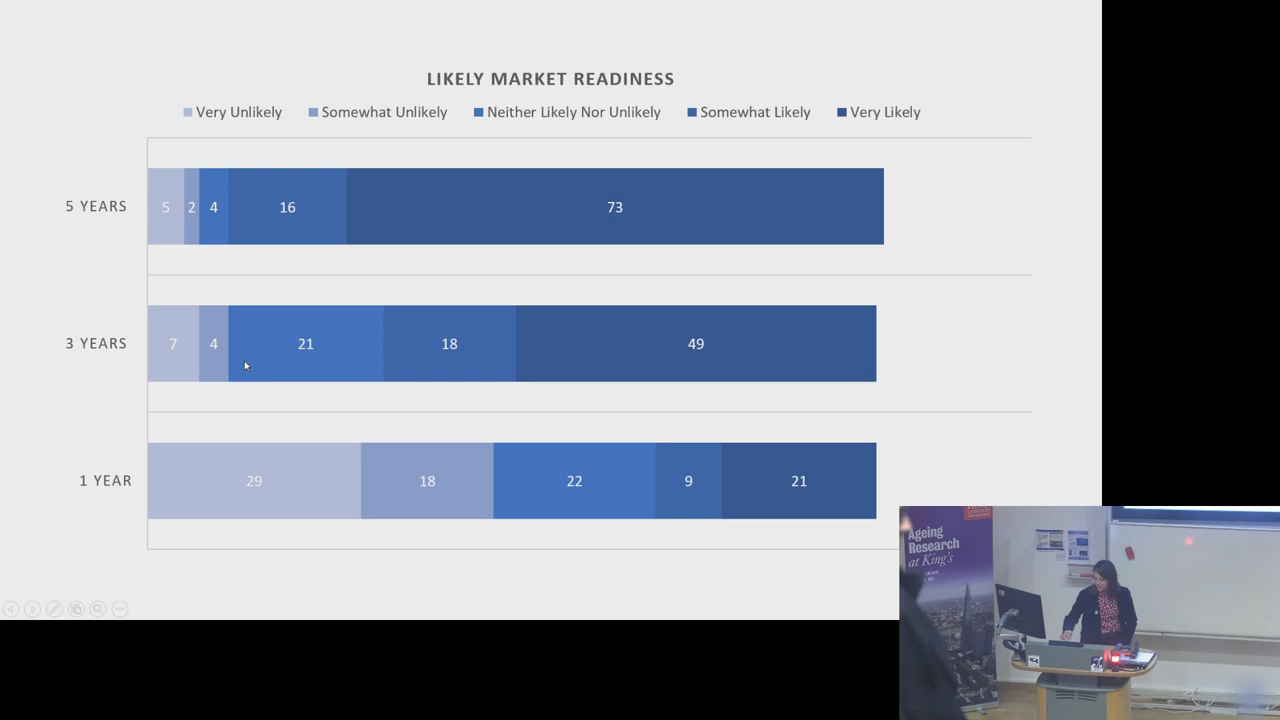 LIKELY MARKET READINESS
Very Unlikely Somewhat Unlikely Neither Likely Nor Unlikely Somewhat Likely Very Likely
5 YEARS 5 2 4 16 73
3 YEARS 7 4 21 18 49
1 YEAR 29 18 22 9 21
Ageing
Research
at King's